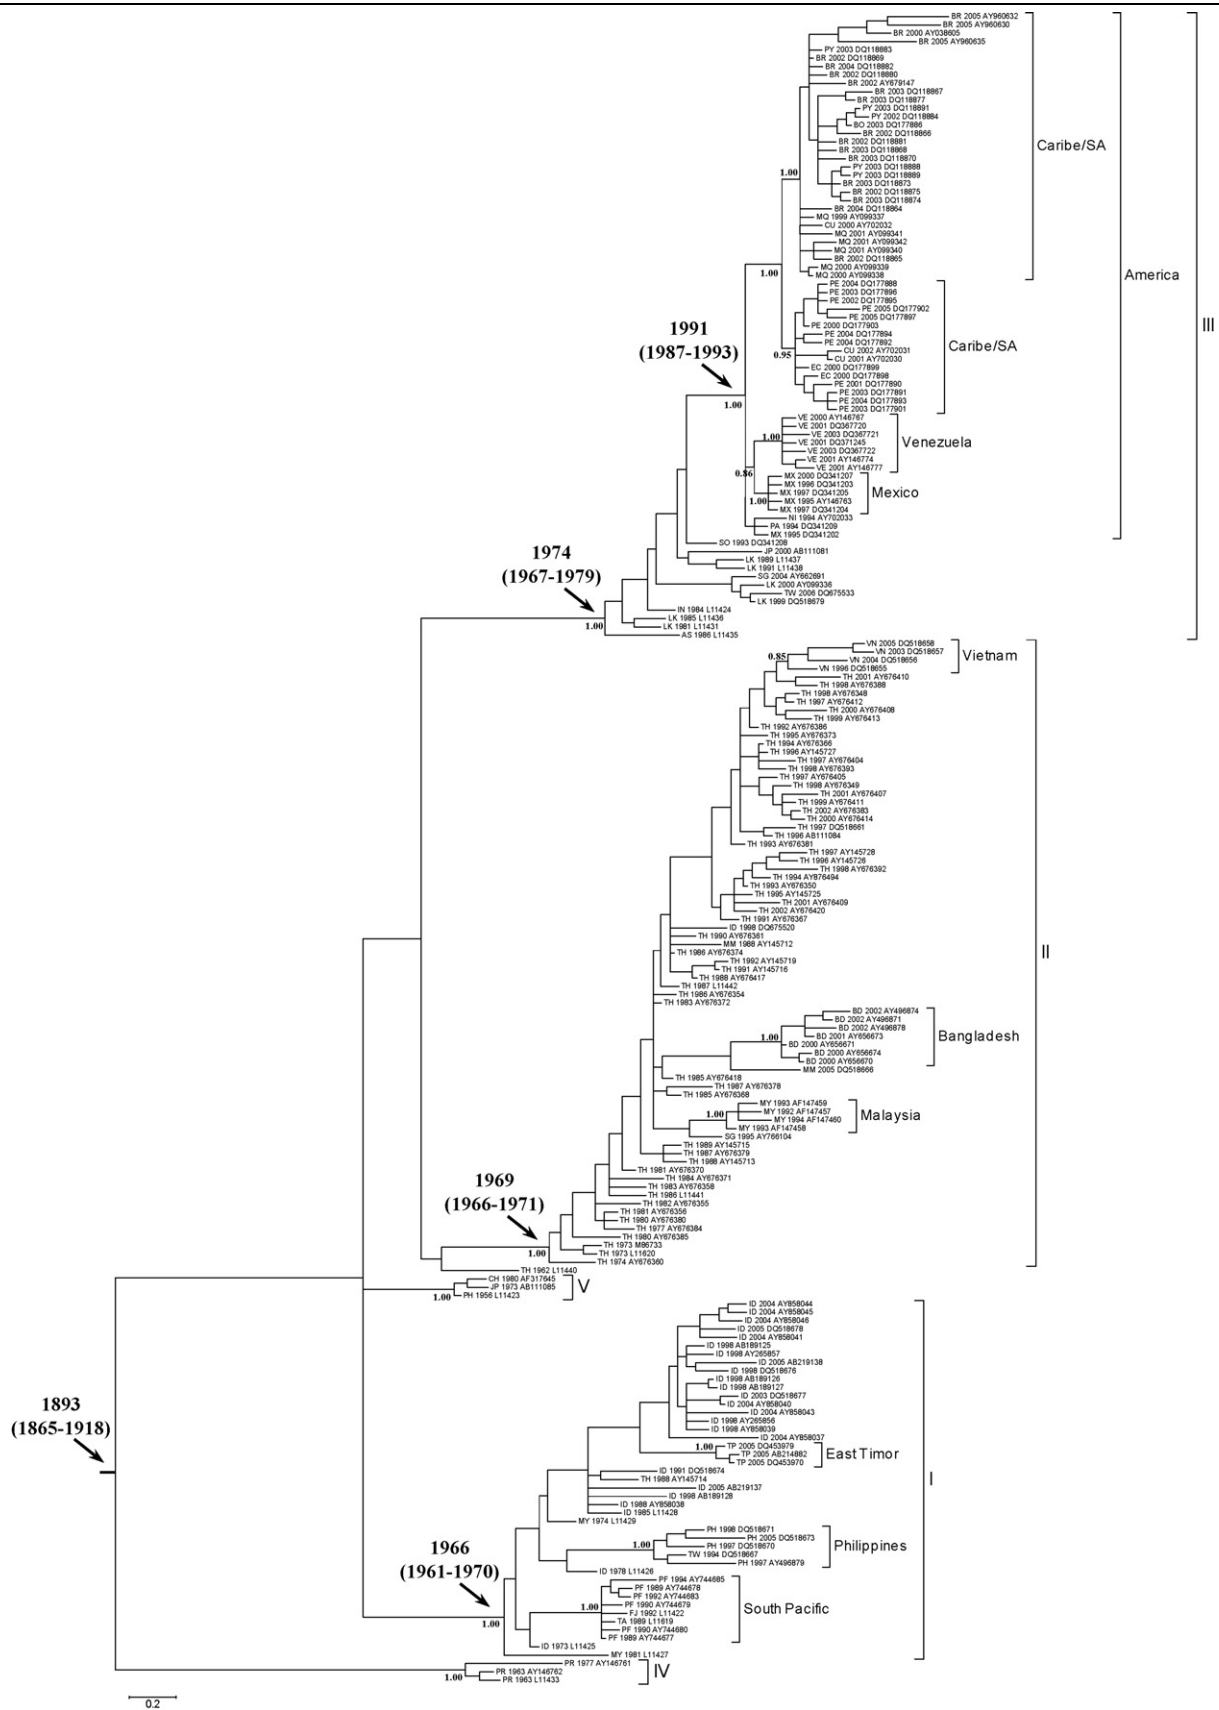 BR 2005 AY960632
BR 2005 AY960630
BR 2000 AY038605
BR 2005 AY960635
PY 2003 DQ118883
BR 2002 DQ118869
BR 2004 DQ118882
BR 2002 DQ118880
BR 2002 AY679147
BR 2003 DQ118867
BR 2003 DQ118877
PY 2003 DQ118891
PY 2002 DQ118884
BO 2003 DQ177886
BR 2002 DQ118866
BR 2002 DQ118881
Caribe/SA
BR 2003 DQ118868
BR 2003 DQ118870
PY 2003 DQ118888
1.00
PY 2003 DQ118889
BR 2003 DQ118873
BR 2002 DQ118875
BR 2003 DQ118874
BR 2004 DQ118864
MQ 1999 AY099337
CU 2000 AY702032
MQ 2001 AY099341
MQ 2001 AY099342
MQ 2001 AY099340
BR 2002 DQ118865
MQ 2000 AY099339
1.00
MQ 2000 AY099338
America
PE 2004 DQ177888
PE 2003 DQ177896
PE 2002 DQ177895
PE 2005 DQ177902
PE 2005 DQ177897
PE 2000 DQ177903
III
1991
(1987-1993)
PE 2004 DQ177894
PE 2004 DQ177892
Caribe/SA
CU 2002 AY702031
0.95
CU 2001 AY702030
EC 2000 DQ177899
EC 2000 DQ177898
PE 2001 DQ177890
PE 2003 DQ177891
PE 2004 DQ177893
1.00
PE 2003 DQ177901
VE 2000 AY146767
VE 2001 DQ367720
VE 2003 DQ367721
1.00
VE 2001 DQ371245
Venezuela
VE 2003 DQ367722
VE 2001 AY146774
VE 2001 AY146777
0.86
MX 2000 DQ341207
MX 1996 DQ341203
MX 1997 DQ341205
Mexico
1.00
MX 1995 AY146763
MX 1997 DQ341204
NI 1994 AY702033
PA 1994 DQ341209
MX 1995 DQ341202
SO 1993 DQ341208
JP 2000 AB111081
1974
(1967-1979)
LK 1989 L11437
LK 1991 L11438
SG 2004 AY662691
LK 2000 AY099336
TW 2006 DQ675533
LK 1999 DQ518679
IN 1984 L11424
LK 1985 L11436
1.00
LK 1981 L11431
AS 1986 L11435
VN 2005 DQ518658
VN 2003 DQ518657
0.85
VN 2004 DQ518656
Vietnam
VN 1996 DQ518655
TH 2001 AY676410
TH 1998 AY676388
TH 1998 AY676348
TH 1997 AY676412
TH 2000 AY676408
TH 1999 AY676413
TH 1992 AY676386
TH 1995 AY676373
TH 1994 AY676366
TH 1996 AY145727
TH 1997 AY676404
TH 1998 AY676393
TH 1997 AY676405
TH 1998 AY676349
TH 2001 AY676407
TH 1999 AY676411
TH 2002 AY676383
TH 2000 AY676414
TH 1997 DQ518661
TH 1996 AB111084
TH 1993 AY676381
TH 1997 AY145728
TH 1996 AY145726
TH 1998 AY676392
TH 1994 AY876494
TH 1993 AY676350
TH 1995 AY145725
TH 2001 AY676409
TH 2002 AY676420
TH 1991 AY676367
ID 1998 DQ675520
TH 1990 AY676361
MM 1988 AY145712
TH 1986 AY676374
II
TH 1992 AY145719
TH 1991 AY145716
TH 1988 AY676417
TH 1987 L11442
TH 1986 AY676354
TH 1983 AY676372
BD 2002 AY496874
BD 2002 AY496871
BD 2002 AY496878
1.00
BD 2001 AY656673
Bangladesh
BD 2000 AY656671
BD 2000 AY656674
BD 2000 AY656670
MM 2005 DQ518666
TH 1985 AY676418
TH 1987 AY676378
TH 1985 AY676368
MY 1993 AF147459
1.00
MY 1992 AF147457
Malaysia
MY 1994 AF147460
MY 1993 AF147458
SG 1995 AY766104
TH 1989 AY145715
TH 1987 AY676379
TH 1988 AY145713
TH 1981 AY676370
1969
(1966-1971)
TH 1984 AY676371
TH 1983 AY676358
TH 1986 L11441
TH 1982 AY676355
TH 1981 AY676356
TH 1980 AY676380
TH 1977 AY676384
TH 1980 AY676385
TH 1973 M86733
1.00
TH 1973 L11620
TH 1974 AY676360
TH 1962 L11440
CH 1980 AF317645
JP 1973 AB111085
V
1.00
PH 1956 L11423
ID 2004 AY858044
ID 2004 AY858045
ID 2004 AY858046
ID 2005 DQ518678
ID 2004 AY858041
ID 1998 AB189125
ID 1998 AY265857
ID 2005 AB219138
ID 1998 DQ518676
ID 1998 AB189126
ID 1998 AB189127
ID 2003 DQ518677
ID 2004 AY858040
1893
(1865-1918)
ID 2004 AY858043
ID 1998 AY265856
ID 1998 AY858039
ID 2004 AY858037
1.00
TP 2005 DQ453979
TP 2005 AB214882
East Timor
TP 2005 DQ453970
ID 1991 DQ518674
TH 1988 AY145714
I
ID 2005 AB219137
ID 1998 AB189128
ID 1988 AY858038
ID 1985 L11428
MY 1974 L11429
PH 1998 DQ518671
PH 2005 DQ518673
1.00
PH 1997 DQ518670
Philippines
TW 1994 DQ518667
PH 1997 AY496879
1966
(1961-1970)
ID 1978 L11426
PF 1994 AY744685
PF 1989 AY744678
PF 1992 AY744683
1.00
PF 1990 AY744679
South Pacific
FJ 1992 L11422
TA 1989 L11619
1.00
PF 1990 AY744680
PF 1989 AY744677
ID 1973 L11425
MY 1981 L11427
PR 1977 AY146761
1.00
PR 1963 AY146762
IV
PR 1963 L11433
0.2